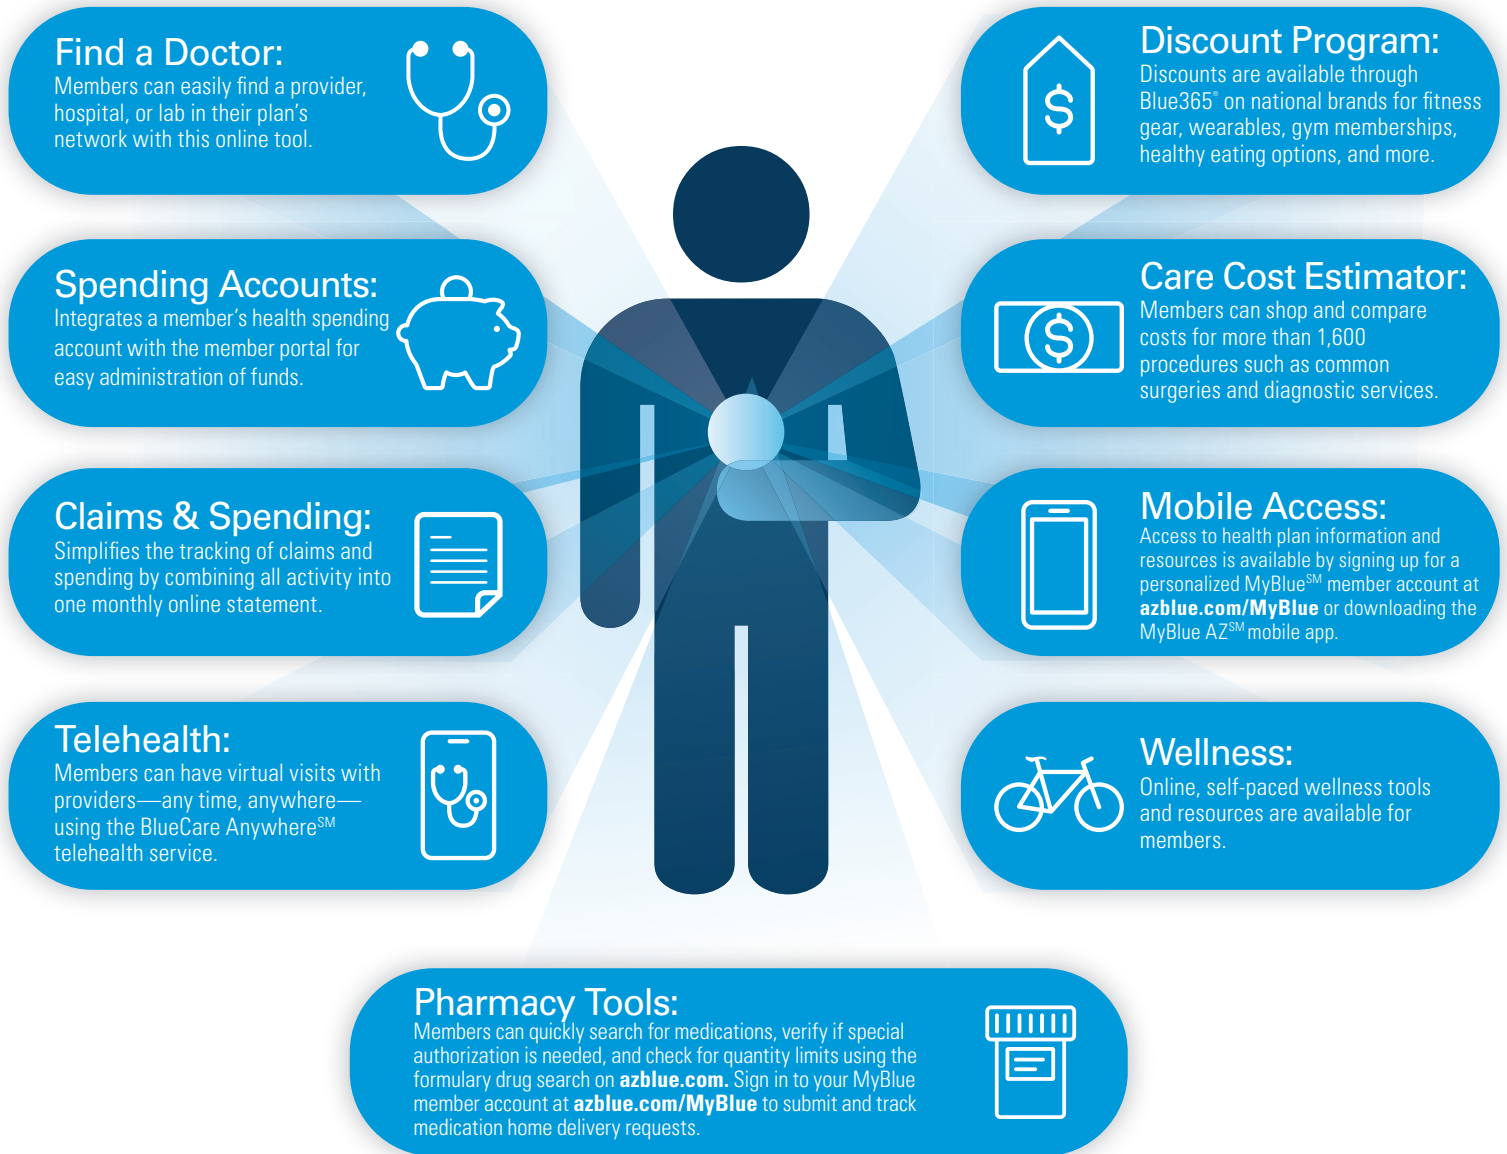 Find a Doctor:
Members can easily find a provider,
hospital, or lab in their plan's
network with this online tool.
Spending Accounts:
Integrates a member's health spending
account with the member portal for
easy administration of funds.
Claims & Spending:
Simplifies the tracking of claims and
spending by combining all activity into
one monthly online statement.
Telehealth:
Members can have virtual visits with
providers—any time, anywhere—
using the BlueCare Anywhere℠
telehealth service.
Discount Program:
Discounts are available through
Blue365® on national brands for fitness
gear, wearables, gym memberships,
healthy eating options, and more.
Care Cost Estimator:
Members can shop and compare
costs for more than 1,600
procedures such as common
surgeries and diagnostic services.
Mobile Access:
Access to health plan information and
resources is available by signing up for a
personalized MyBlue℠ member account at
azblue.com/MyBlue or downloading the
MyBlue AZ℠ mobile app.
Wellness:
Online, self-paced wellness tools
and resources are available for
members.
Pharmacy Tools:
Members can quickly search for medications, verify if special
authorization is needed, and check for quantity limits using the
formulary drug search on azblue.com. Sign in to your MyBlue
member account at azblue.com/MyBlue to submit and track
medication home delivery requests.